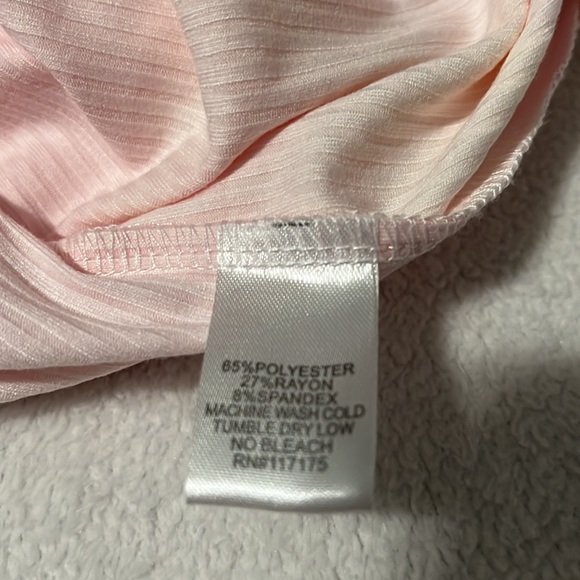 65%POLYESTER
27%RAYON
8%SPANDEX
MACHINE WASH COLD
TUMBLE DRY LOW
NO BLEACH
RN#117175